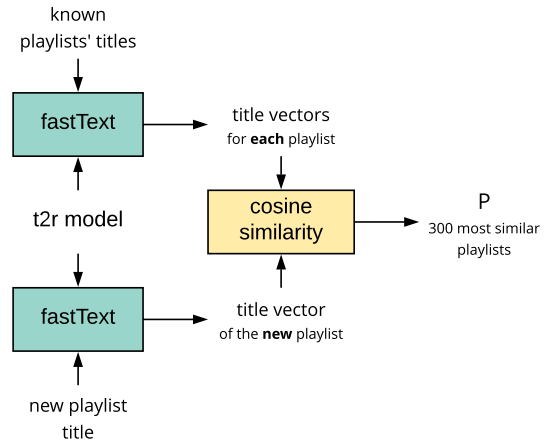 known
playlists' titles
fastText
title vectors
for each playlist
t2r model
cosine
similarity
P
300 most similar
playlists
fastText
title vector
of the new playlist
new playlist
title